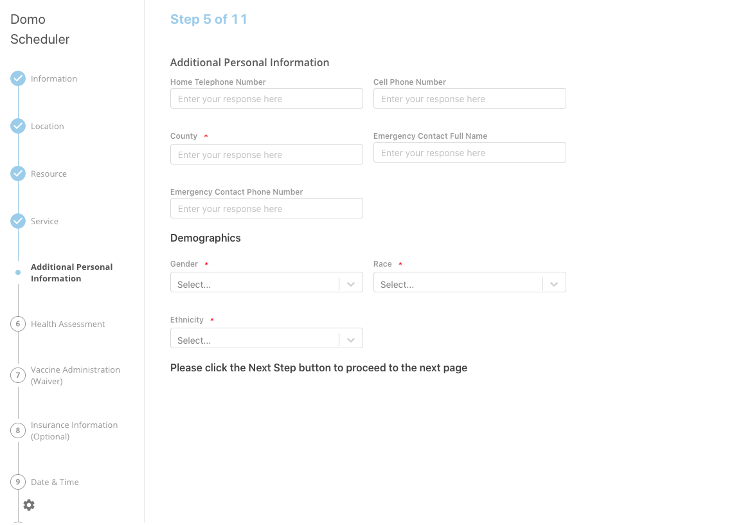 Domo
Scheduler
Information
Location
Resource
Service
Additional Personal
Information
6 Health Assessment
7 Vaccine Administration
(Waiver)
8 Insurance Information
(Optional)
9 Date & Time
Step 5 of 11
Additional Personal Information
Home Telephone Number Cell Phone Number
Enter your response here Enter your response here
County * Emergency Contact Full Name
Enter your response here Enter your response here
Emergency Contact Phone Number
Enter your response here
Demographics
Gender * Race *
Select... Select...
Ethnicity *
Select...
Please click the Next Step button to proceed to the next page